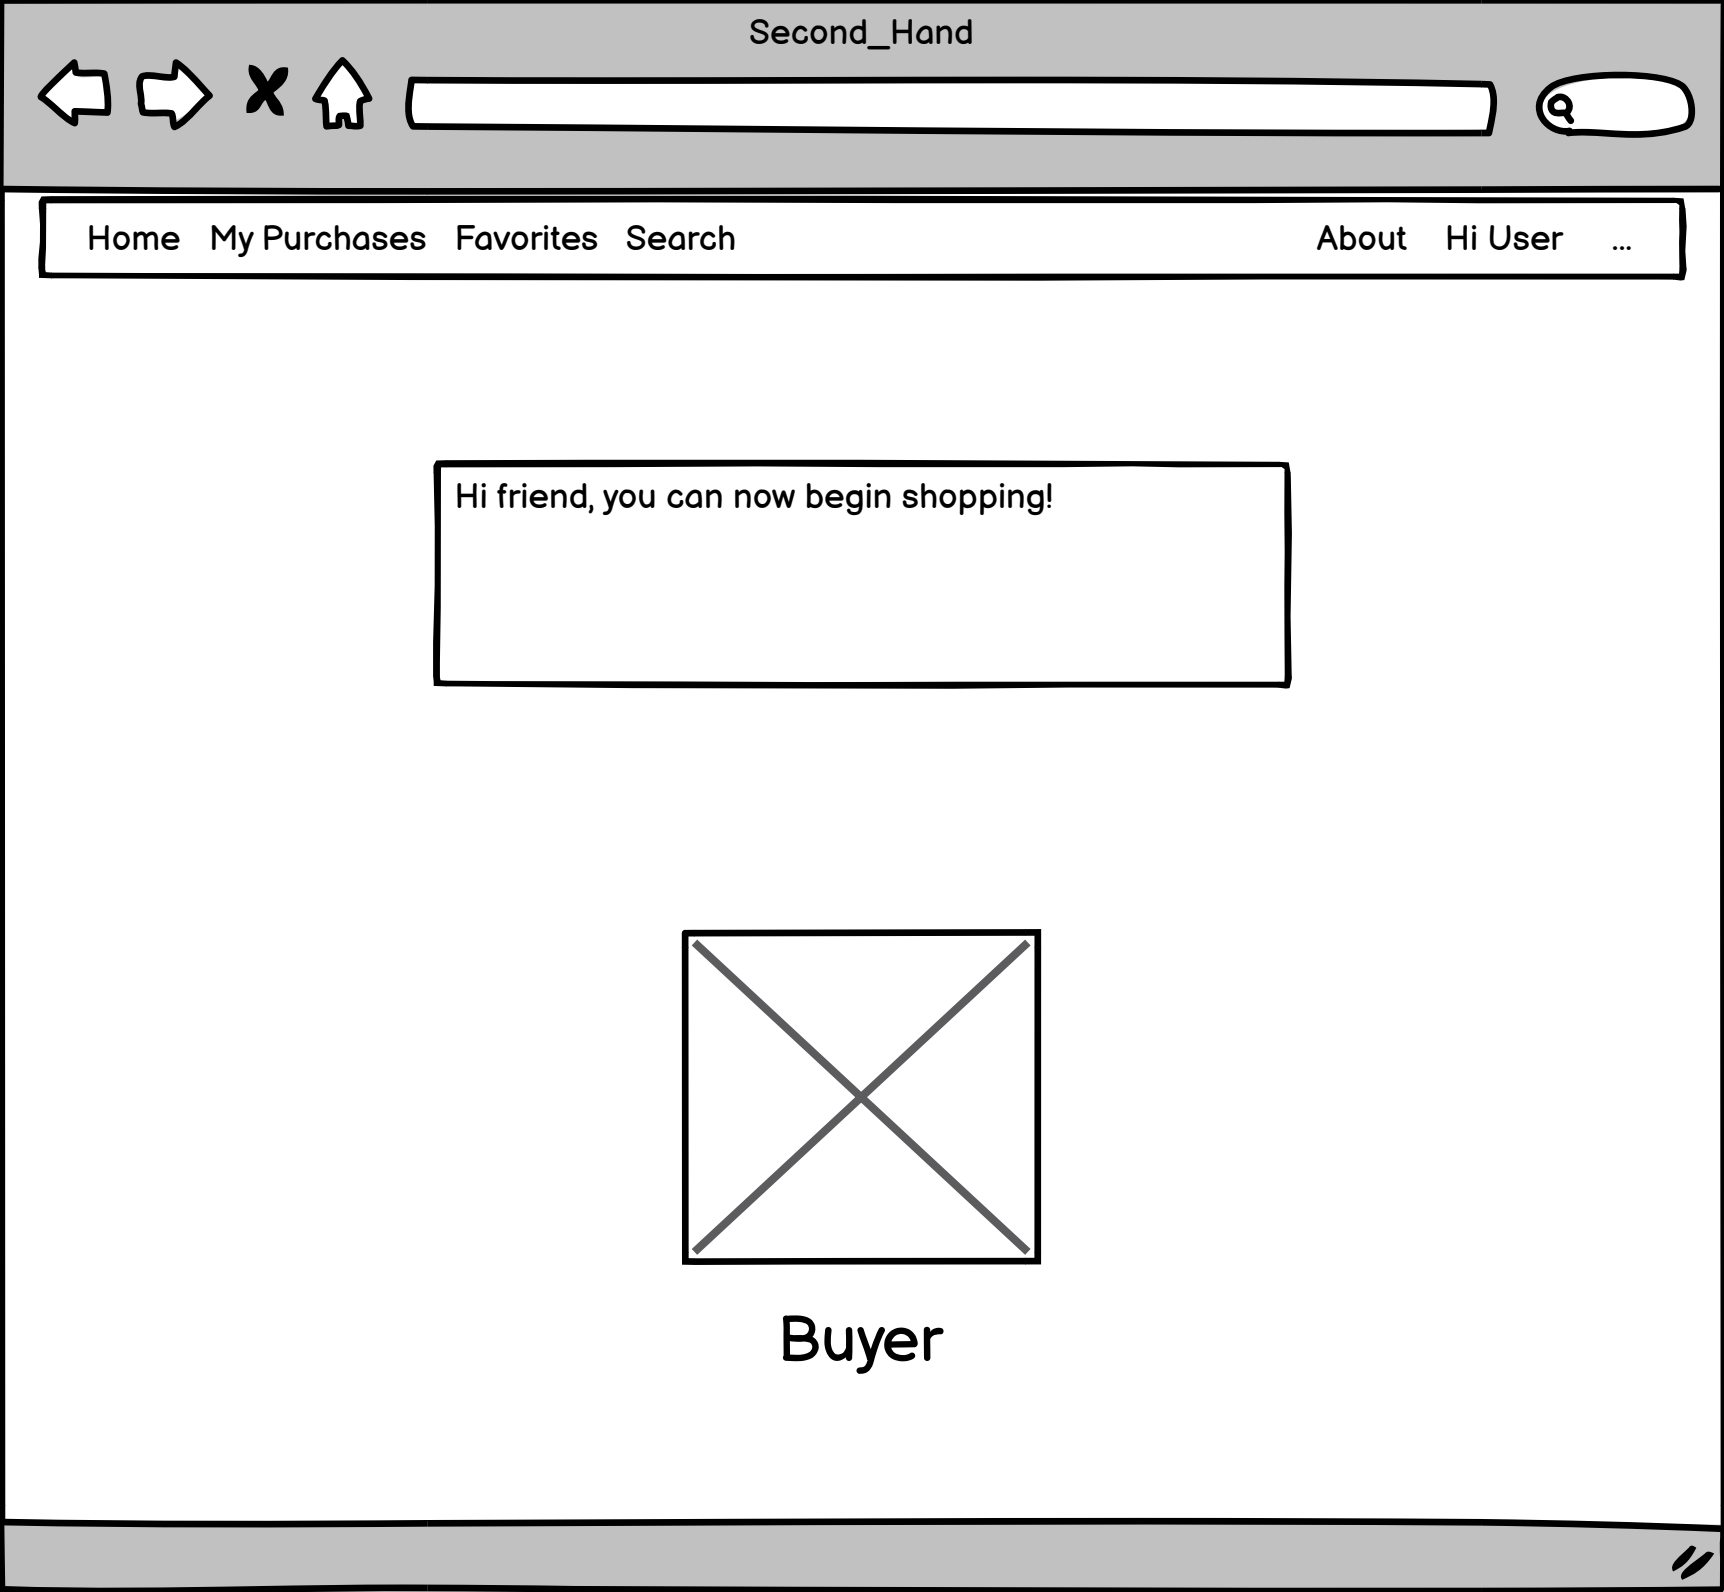 Second_Hand
Home My Purchases Favorites Search About Hi User ...
Hi friend, you can now begin shopping!
Buyer